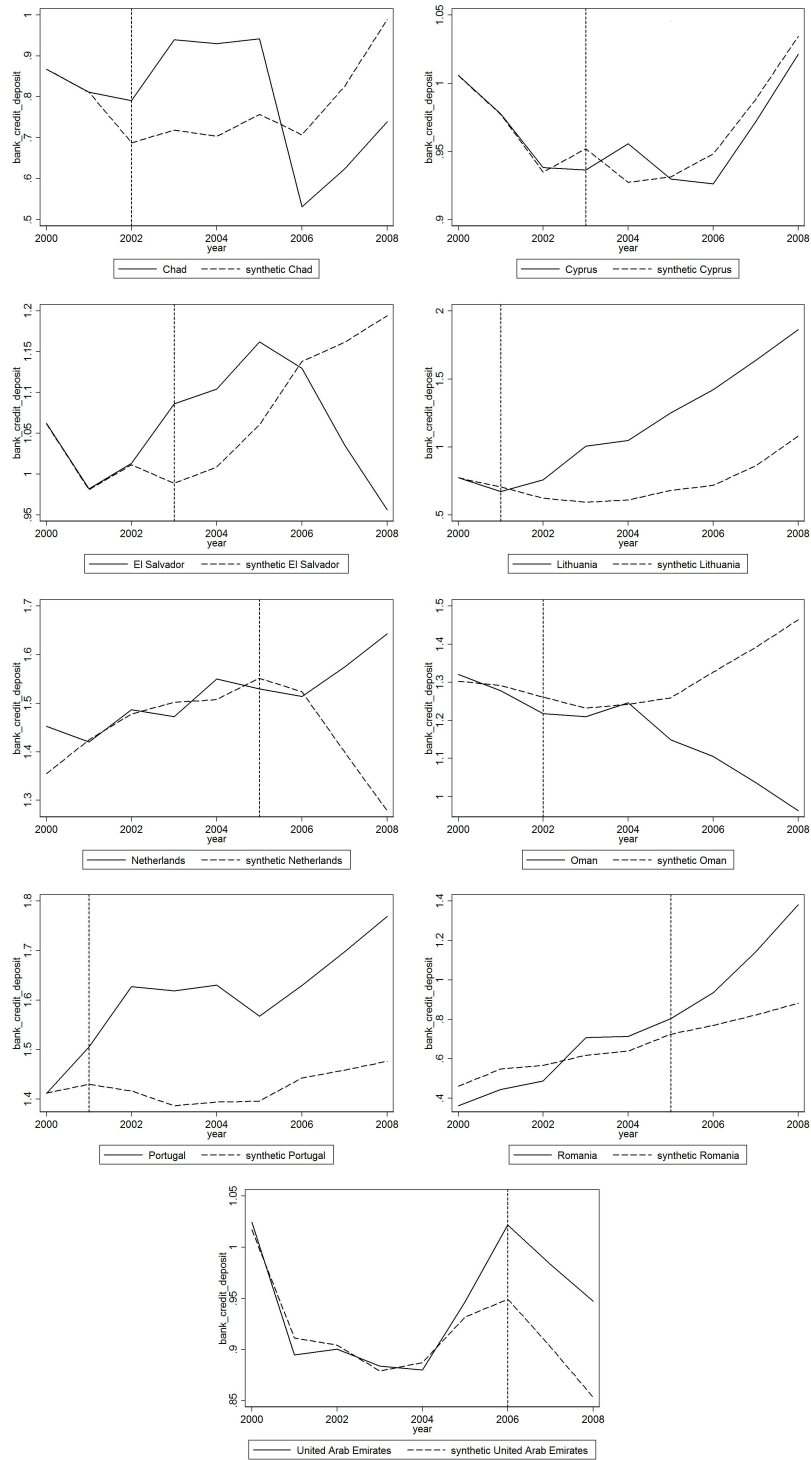 bank_credit_deposit
1
.9
.8
.7
.6
.5
2000 2002 2004 2006 2008
year
Chad synthetic Chad
bank_credit_deposit
1.05
1
.95
.9
2000 2002 2004 2006 2008
year
Cyprus synthetic Cyprus
bank_credit_deposit
1.2
1.15
1.1
1.05
1
.95
2000 2002 2004 2006 2008
year
El Salvador synthetic El Salvador
bank_credit_deposit
2
1.5
1
.5
2000 2002 2004 2006 2008
year
Lithuania synthetic Lithuania
bank_credit_deposit
1.7
1.6
1.5
1.4
1.3
2000 2002 2004 2006 2008
year
Netherlands synthetic Netherlands
bank_credit_deposit
1.5
1.4
1.3
1.2
1.1
1
2000 2002 2004 2006 2008
year
Oman synthetic Oman
bank_credit_deposit
1.8
1.7
1.6
1.5
1.4
2000 2002 2004 2006 2008
year
Portugal synthetic Portugal
bank_credit_deposit
1.4
1.2
1
.8
.6
.4
2000 2002 2004 2006 2008
year
Romania synthetic Romania
bank_credit_deposit
1.05
1
.95
.9
.85
2000 2002 2004 2006 2008
year
United Arab Emirates synthetic United Arab Emirates